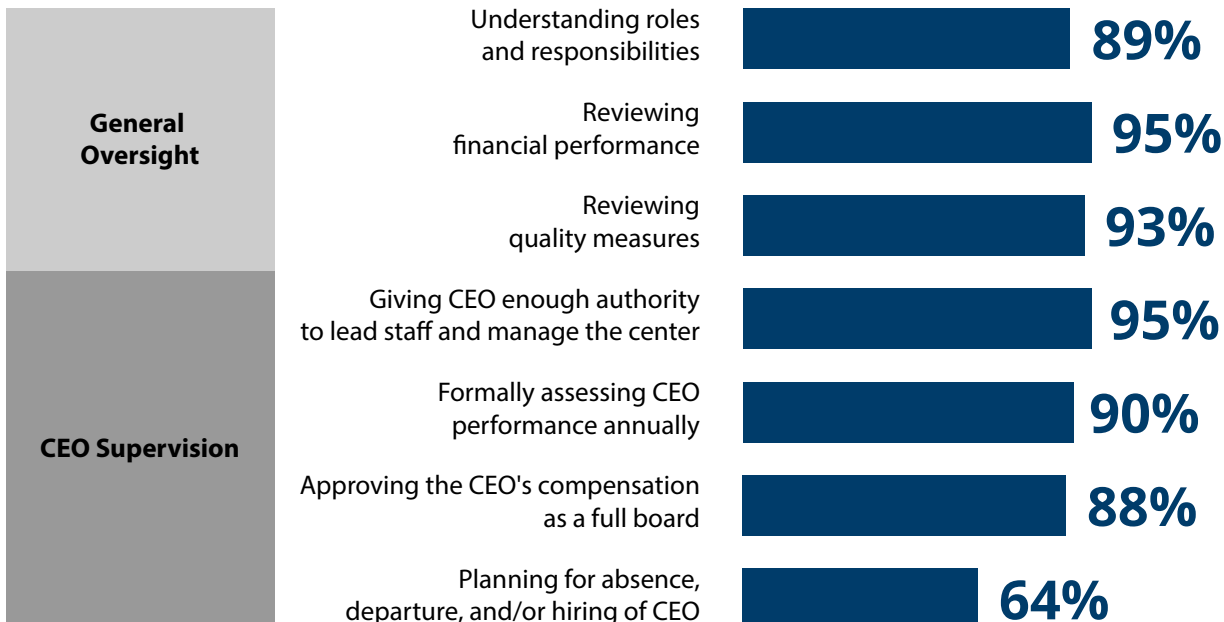 General
Oversight
Understanding roles
and responsibilities
89%
Reviewing
financial performance
95%
Reviewing
quality measures
93%
CEO Supervision
Giving CEO enough authority
to lead staff and manage the center
95%
Formally assessing CEO
performance annually
90%
Approving the CEO's compensation
as a full board
88%
Planning for absence,
departure, and/or hiring of CEO
64%